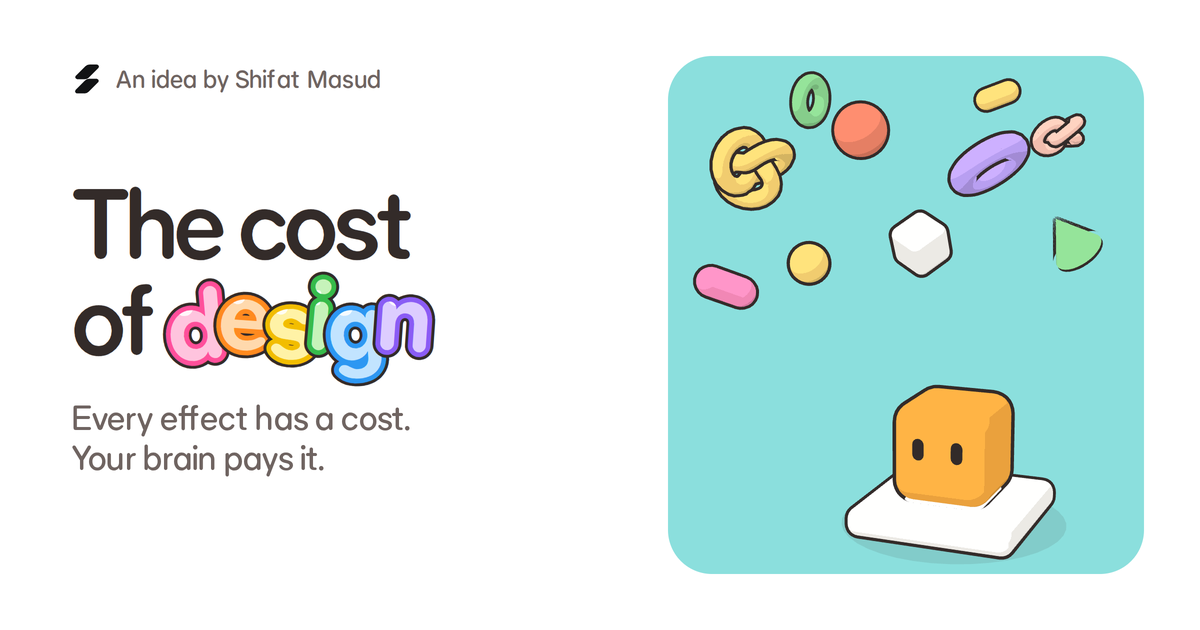 An idea by Shifat Masud
The cost
of design
Every effect has a cost.
Your brain pays it.